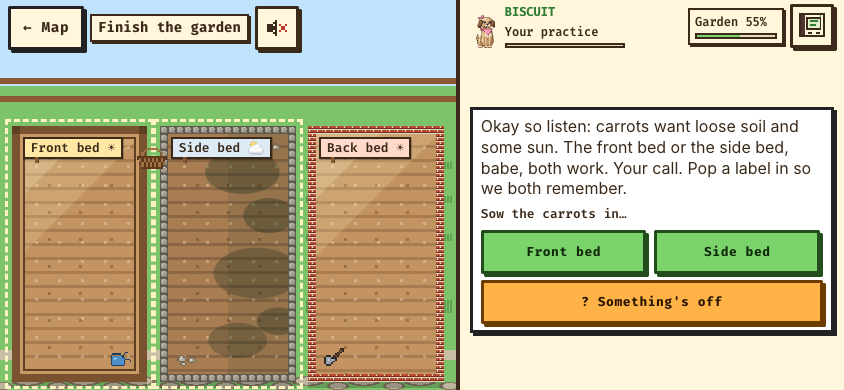 ← Map
Finish the garden
BISCUIT
Your practice
Garden 55%
Front bed ☀
Side bed ⛅
Back bed ☀
Okay so listen: carrots want loose soil and
some sun. The front bed or the side bed,
babe, both work. Your call. Pop a label in so
we both remember.
Sow the carrots in…
Front bed
Side bed
? Something's off